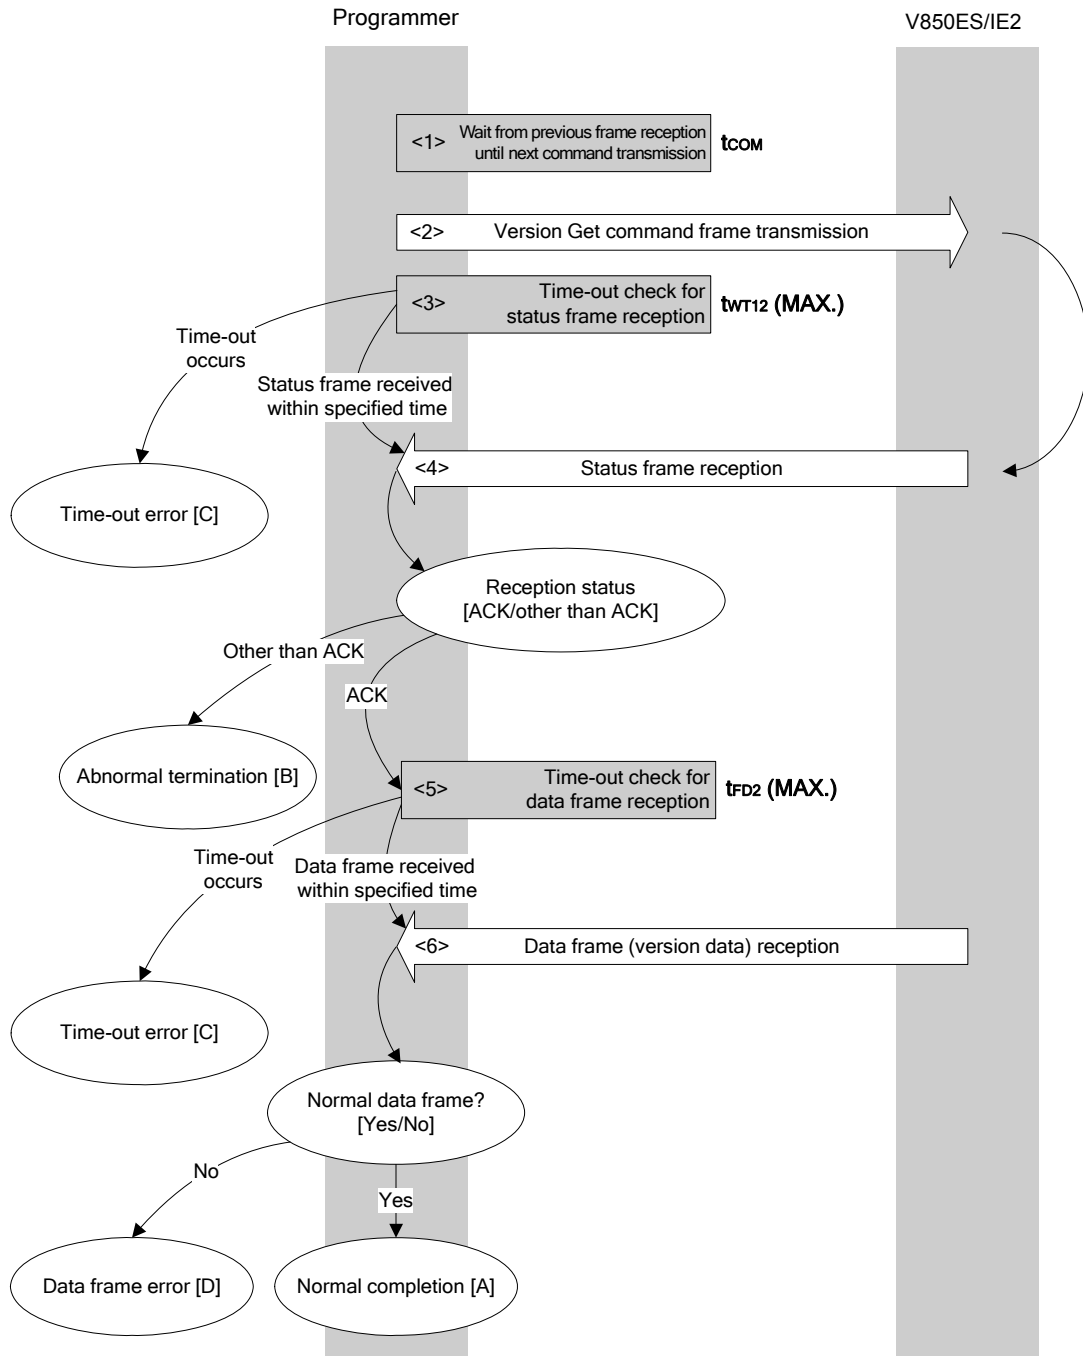 Programmer
V850ES/IE2
<1> Wait from previous frame reception
until next command transmission
tCOM
<2> Version Get command frame transmission
<3> Time-out check for
status frame reception
tWT12 (MAX.)
Time-out
occurs
Status frame received
within specified time
<4> Status frame reception
Time-out error [C]
Reception status
[ACK/other than ACK]
Other than ACK
ACK
Abnormal termination [B]
<5> Time-out check for
data frame reception
tFD2 (MAX.)
Time-out
occurs
Data frame received
within specified time
<6> Data frame (version data) reception
Time-out error [C]
Normal data frame?
[Yes/No]
No
Yes
Data frame error [D]
Normal completion [A]